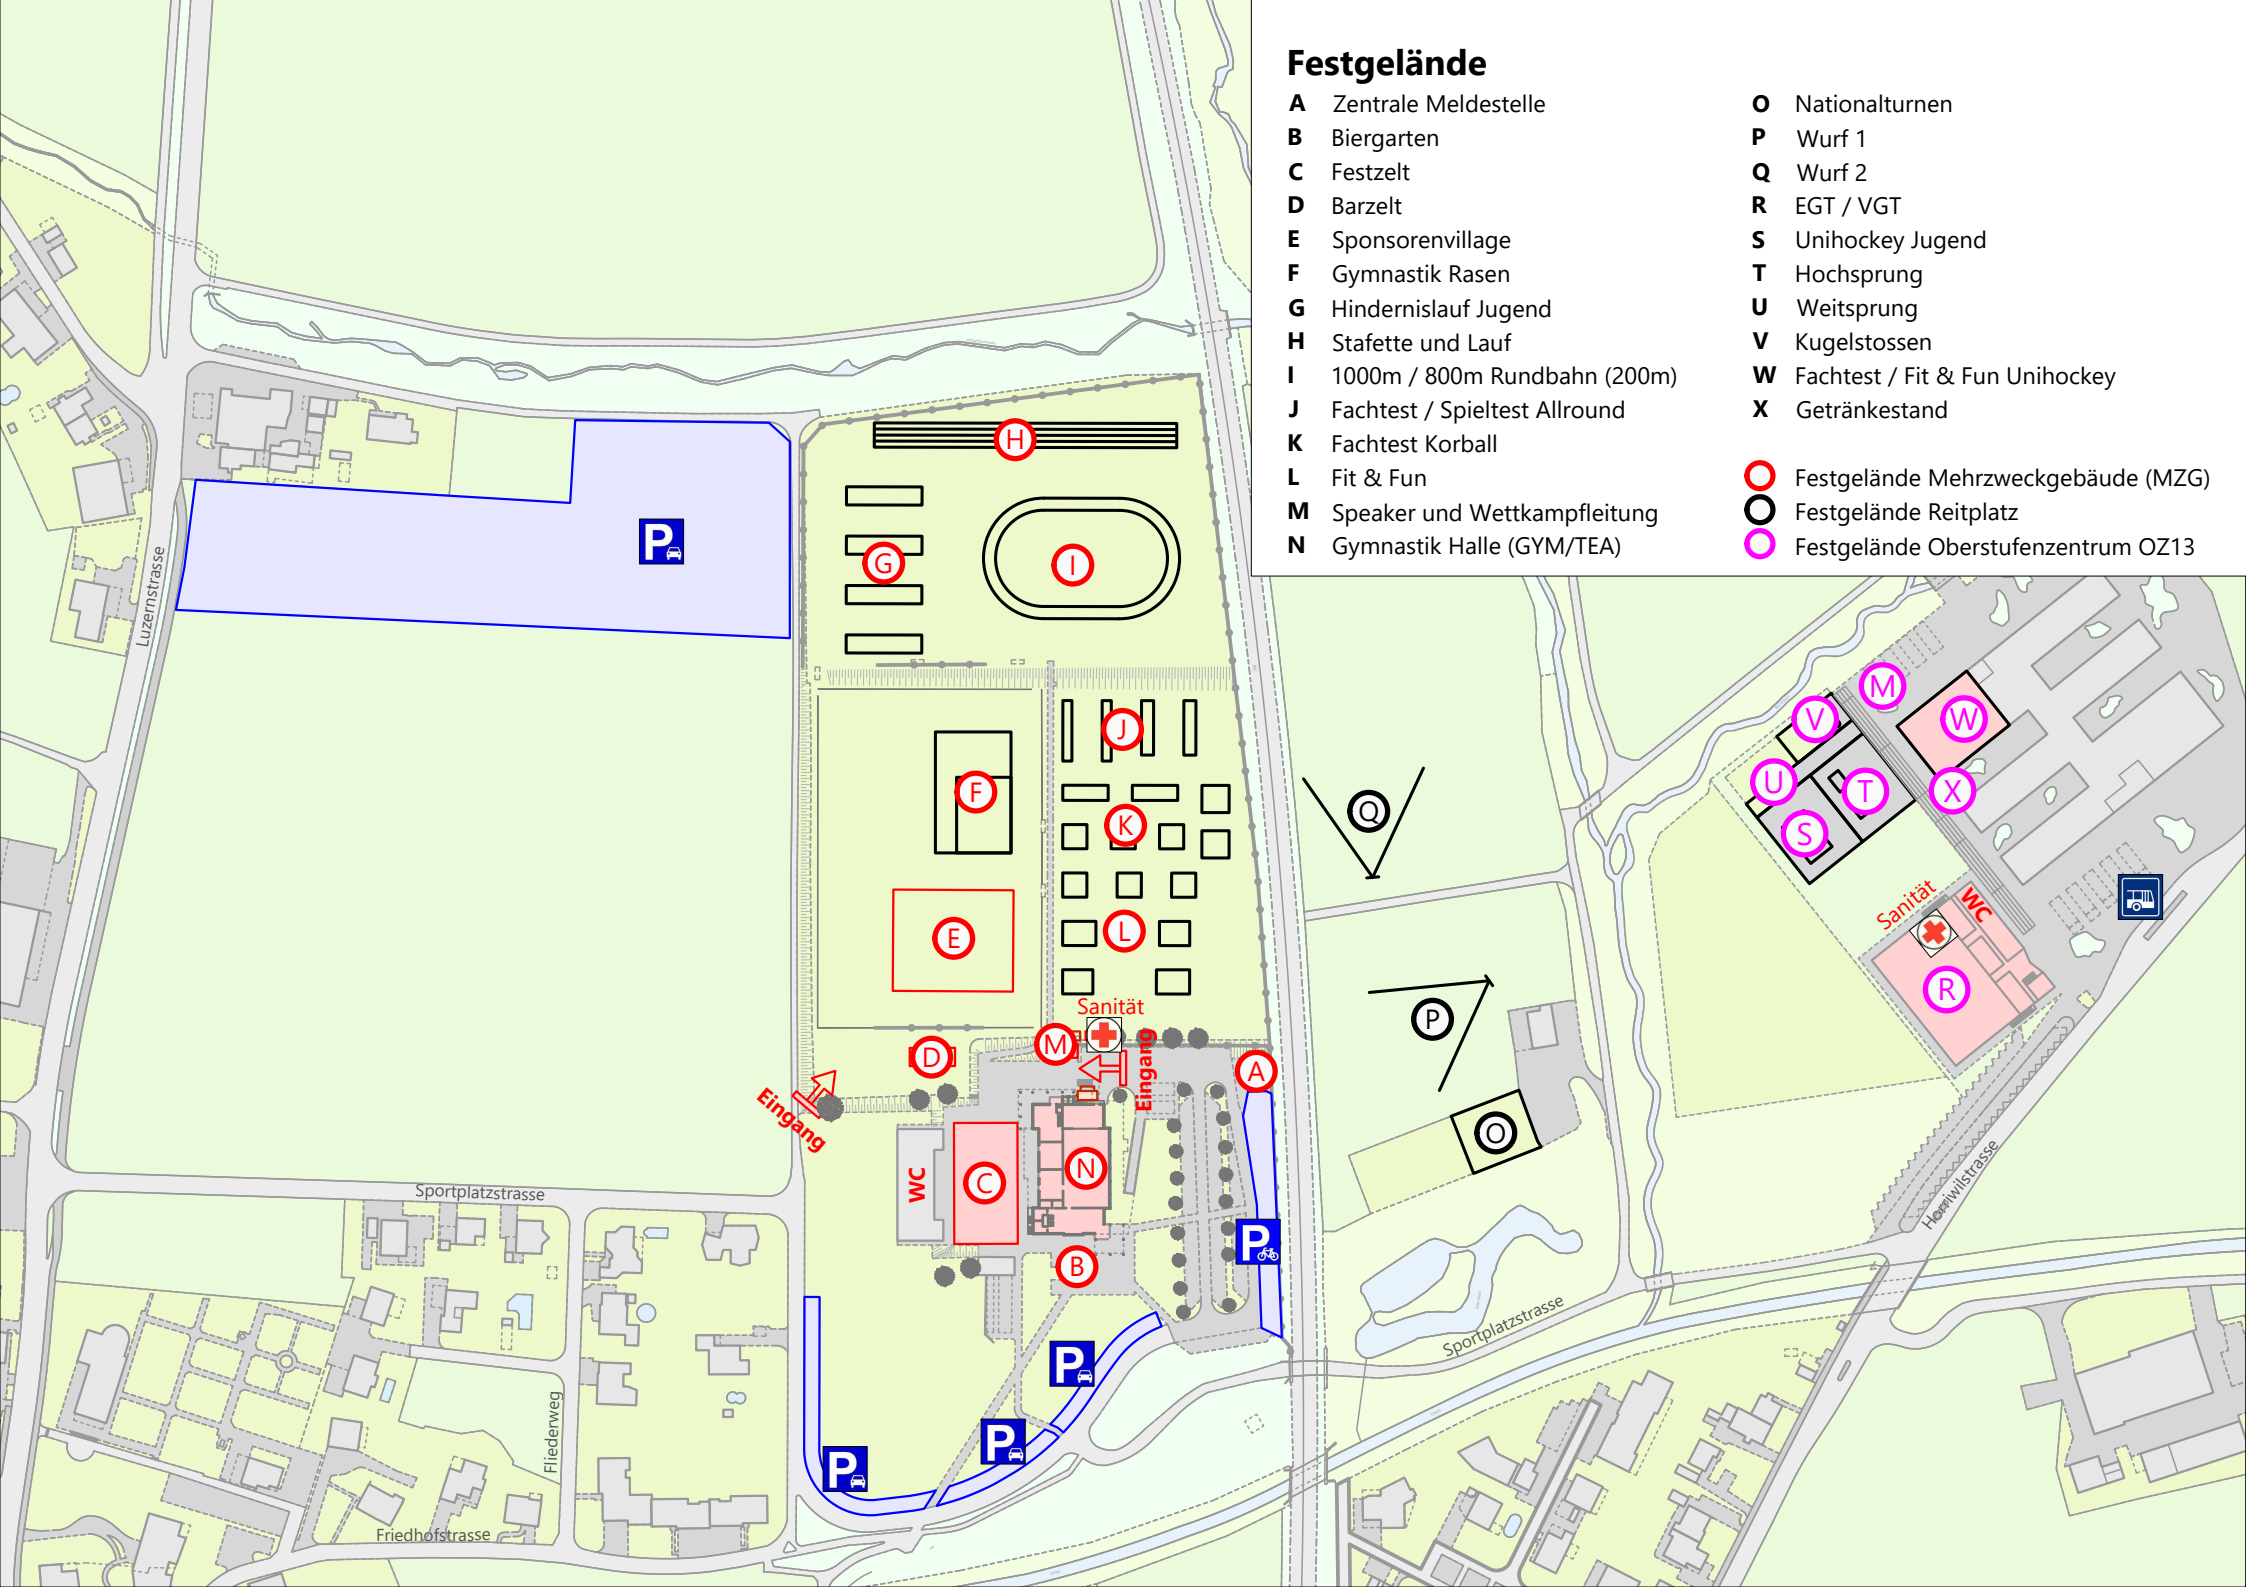 Festgelände
A Zentrale Meldestelle
B Biergarten
C Festzelt
D Barzelt
E Sponsorenvillage
F Gymnastik Rasen
G Hindernislauf Jugend
H Stafette und Lauf
I 1000m / 800m Rundbahn (200m)
J Fachtest / Spieltest Allround
K Fachtest Korball
L Fit & Fun
M Speaker und Wettkampfleitung
N Gymnastik Halle (GYM/TEA)
O Nationalturnen
P Wurf 1
Q Wurf 2
R EGT / VGT
S Unihockey Jugend
T Hochsprung
U Weitsprung
V Kugelstossen
W Fachtest / Fit & Fun Unihockey
X Getränkestand
Festgelände Mehrzweckgebäude (MZG)
Festgelände Reitplatz
Festgelände Oberstufenzentrum OZ13
H
P
G
I
Luzernstrasse
M
V
W
J
F
U
T
X
Q
K
S
E
L
Sanität
WC
R
Sanität
P
D
M
Eingang
A
Eingang
O
N
WC
C
Sportplatzstrasse
Horriwilstrasse
P
B
Sportplatzstrasse
P
Fliederweg
P
P
Friedhofstrasse